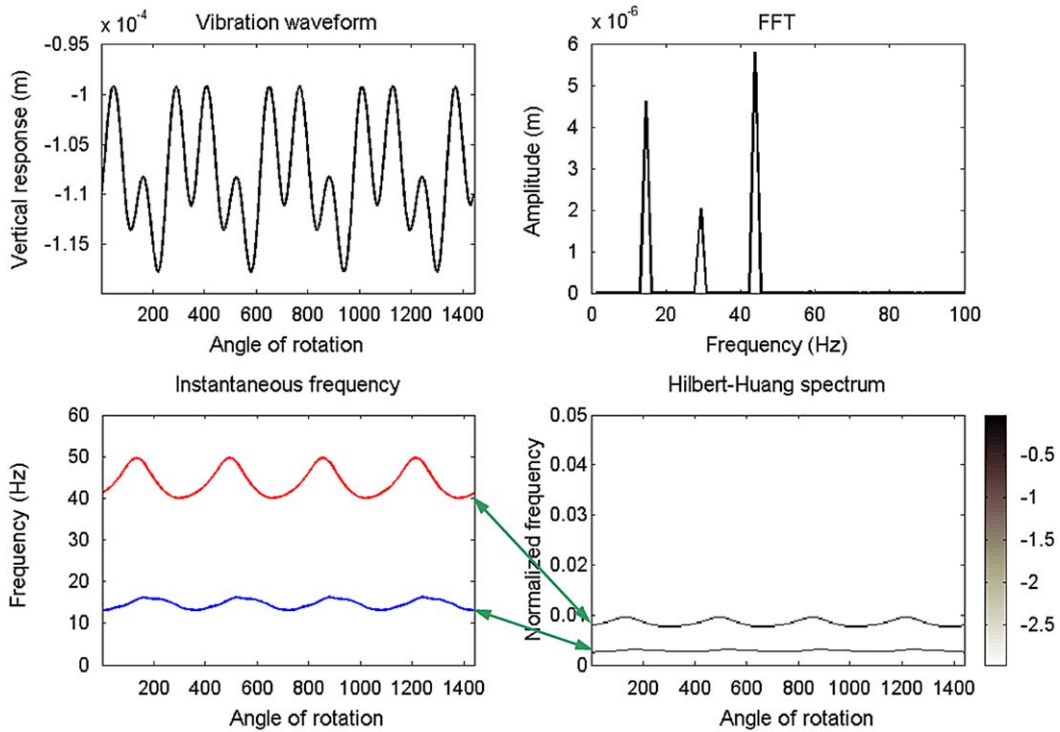 x 10-4
Vibration waveform
-0.95
-1
-1.05
-1.1
-1.15
Vertical response (m)
200 400 600 800 1000 1200 1400
Angle of rotation
x 10-6
FFT
6
5
4
3
2
1
0
Amplitude (m)
0 20 40 60 80 100
Frequency (Hz)
Instantaneous frequency
60
50
40
30
20
10
0
Frequency (Hz)
200 400 600 800 1000 1200 1400
Angle of rotation
Hilbert-Huang spectrum
0.05
0.04
0.03
0.02
0.01
0
Normalized frequency
200 400 600 800 1000 1200 1400
Angle of rotation
-0.5
-1
-1.5
-2
-2.5